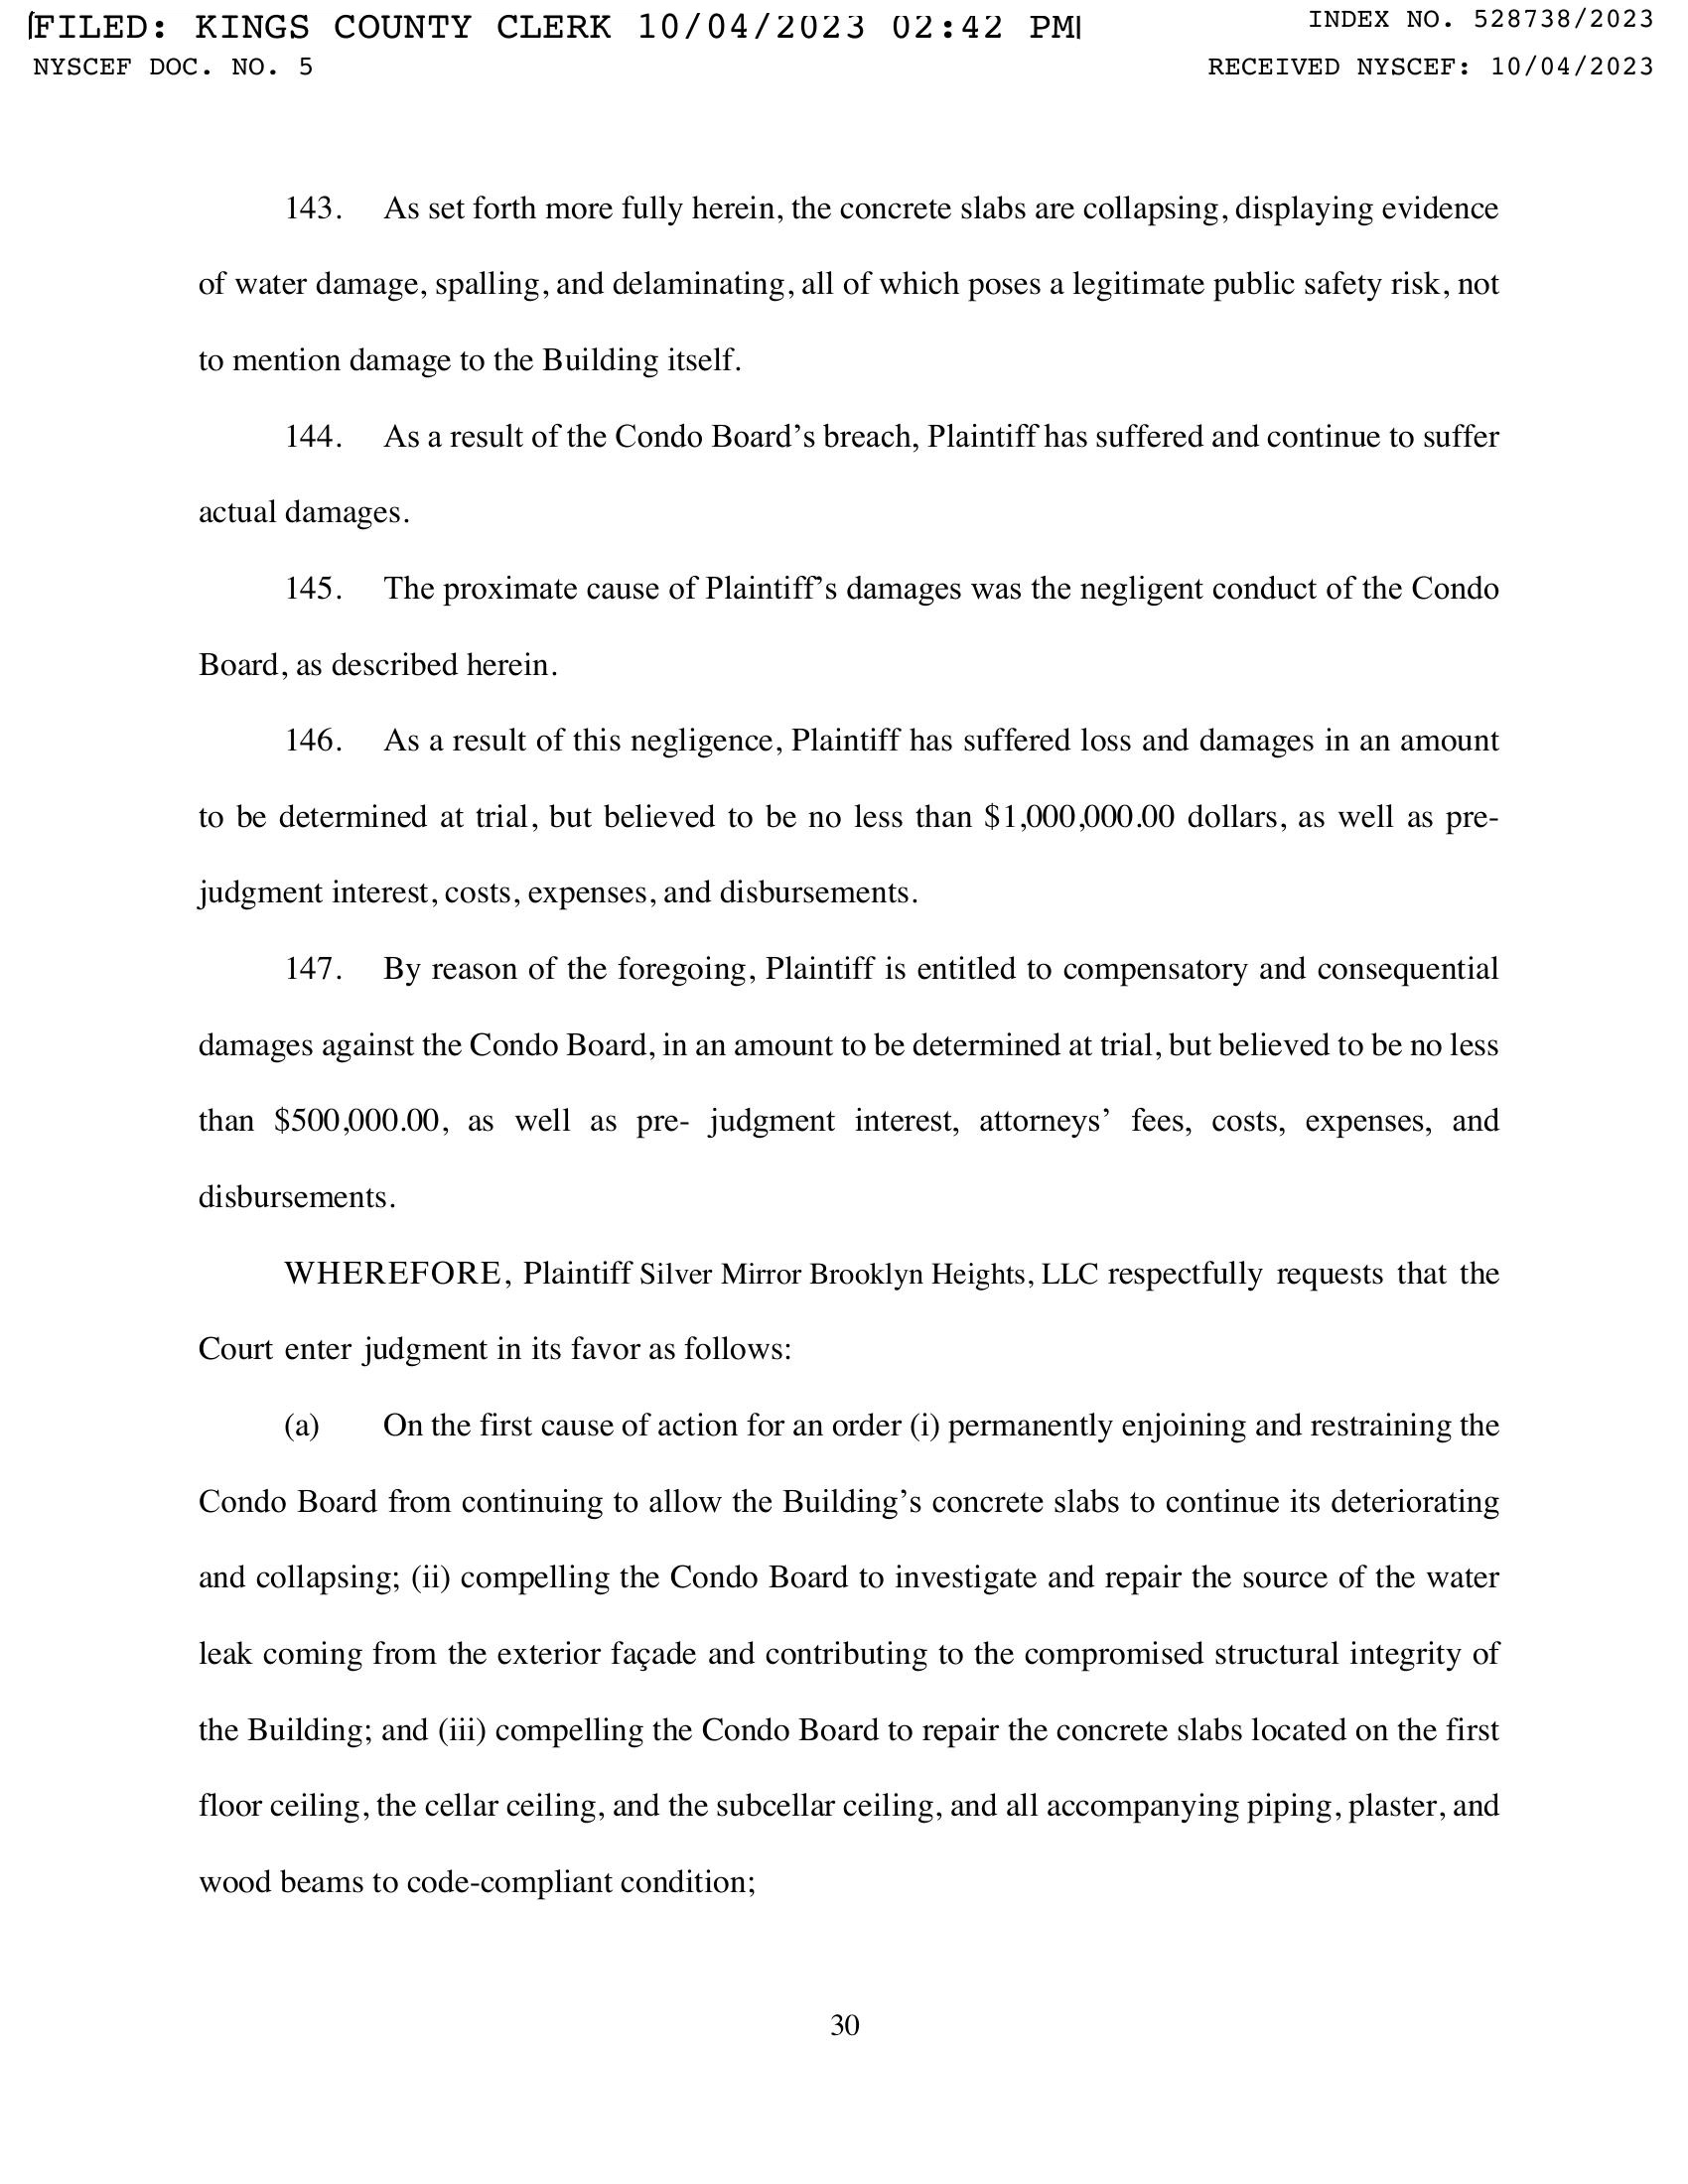 FILED: KINGS COUNTY CLERK 10/04/2023 02:42 PM
INDEX NO. 528738/2023
NYSCEF DOC. NO. 5
RECEIVED NYSCEF: 10/04/2023
143. As set forth more fully herein, the concrete slabs are collapsing, displaying evidence
of water damage, spalling, and delaminating, all of which poses a legitimate public safety risk, not
to mention damage to the Building itself.
144. As a result of the Condo Board’s breach, Plaintiff has suffered and continue to suffer
actual damages.
145. The proximate cause of Plaintiff’s damages was the negligent conduct of the Condo
Board, as described herein.
146. As a result of this negligence, Plaintiff has suffered loss and damages in an amount
to be determined at trial, but believed to be no less than $1,000,000.00 dollars, as well as pre-
judgment interest, costs, expenses, and disbursements.
147. By reason of the foregoing, Plaintiff is entitled to compensatory and consequential
damages against the Condo Board, in an amount to be determined at trial, but believed to be no less
than $500,000.00, as well as pre- judgment interest, attorneys’ fees, costs, expenses, and
disbursements.
WHEREFORE, Plaintiff Silver Mirror Brooklyn Heights, LLC respectfully requests that the
Court enter judgment in its favor as follows:
(a) On the first cause of action for an order (i) permanently enjoining and restraining the
Condo Board from continuing to allow the Building’s concrete slabs to continue its deteriorating
and collapsing; (ii) compelling the Condo Board to investigate and repair the source of the water
leak coming from the exterior façade and contributing to the compromised structural integrity of
the Building; and (iii) compelling the Condo Board to repair the concrete slabs located on the first
floor ceiling, the cellar ceiling, and the subcellar ceiling, and all accompanying piping, plaster, and
wood beams to code-compliant condition;
30